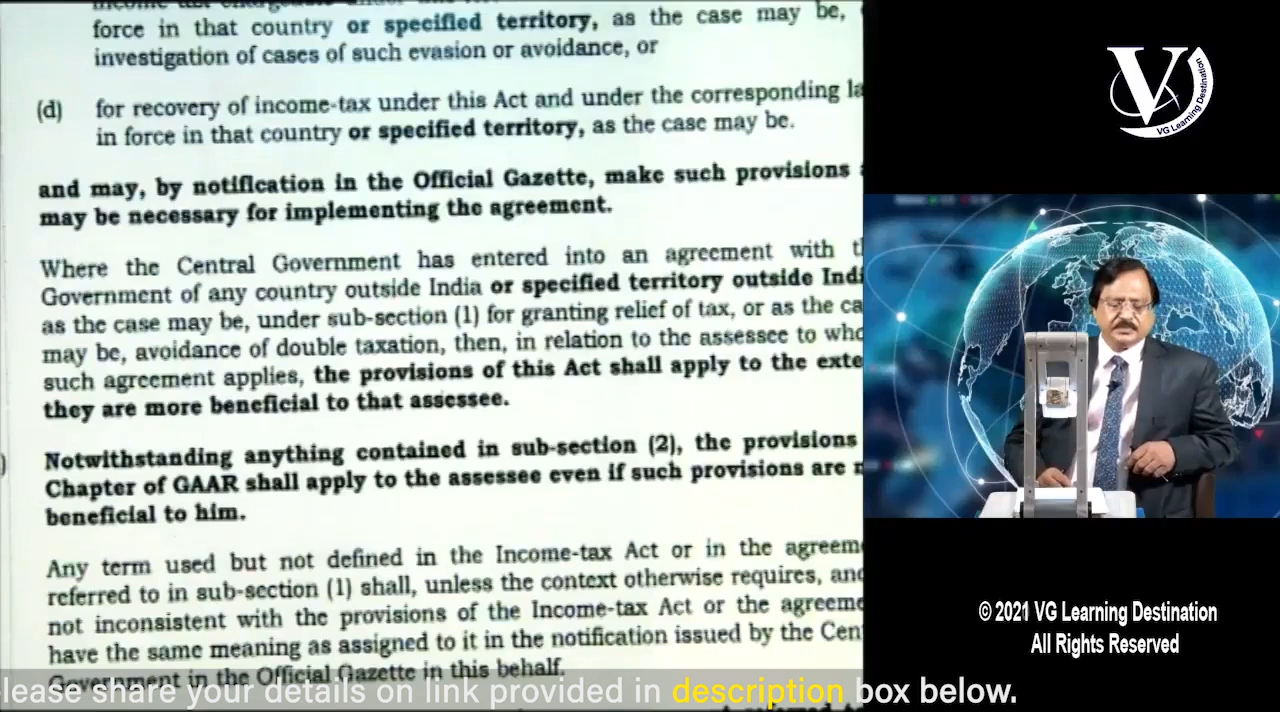 force in that country or specified territory, as the case may be,
investigation of cases of such evasion or avoidance, or
(d) for recovery of income-tax under this Act and under the corresponding la
in force in that country or specified territory, as the case may be.
and may, by notification in the Official Gazette, make such provisions a
may be necessary for implementing the agreement.
Where the Central Government has entered into an agreement with th
Government of any country outside India or specified territory outside Indi
as the case may be, under sub-section (1) for granting relief of tax, or as the ca
may be, avoidance of double taxation, then, in relation to the assessee to who
such agreement applies, the provisions of this Act shall apply to the exte
they are more beneficial to that assessee.
Notwithstanding anything contained in sub-section (2), the provisions
Chapter of GAAR shall apply to the assessee even if such provisions are n
beneficial to him.
Any term used but not defined in the Income-tax Act or in the agreeme
referred to in sub-section (1) shall, unless the context otherwise requires, and
not inconsistent with the provisions of the Income-tax Act or the agreeme
have the same meaning as assigned to it in the notification issued by the Cen
Government in the Official Gazette in this behalf.
lease share your details on link provided in description box below.
V
VG Learning Destination
© 2021 VG Learning Destination
All Rights Reserved